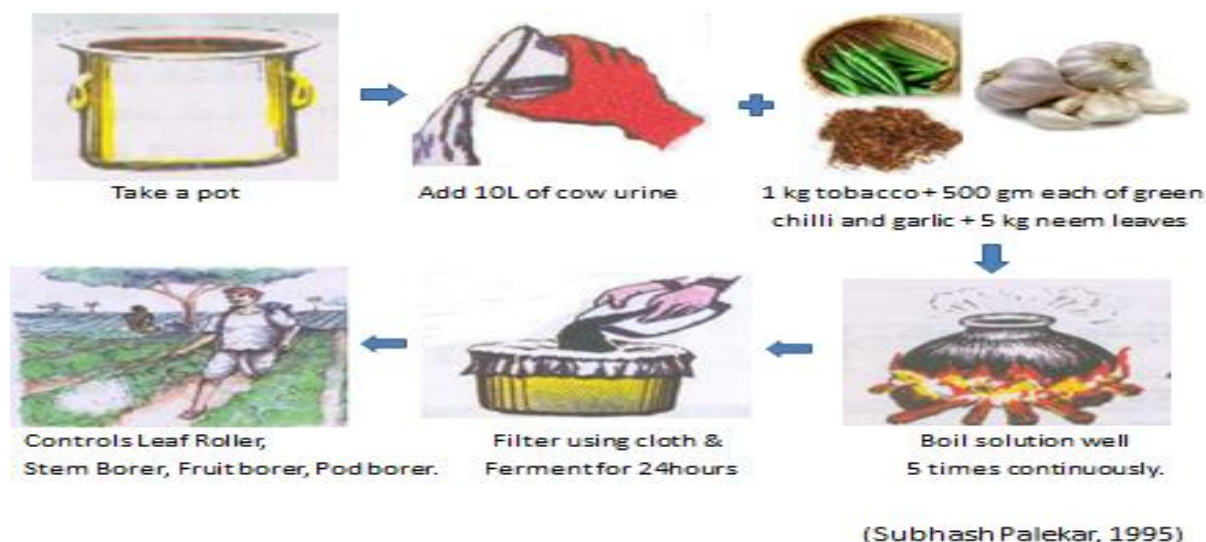 Take a pot
Add 10L of cow urine
1 kg tobacco + 500 gm each of green
chilli and garlic + 5 kg neem leaves
Boil solution well
5 times continuously.
Filter using cloth &
Ferment for 24hours
Controls Leaf Roller,
Stem Borer, Fruit borer, Pod borer.
(Subhash Palekar, 1995)